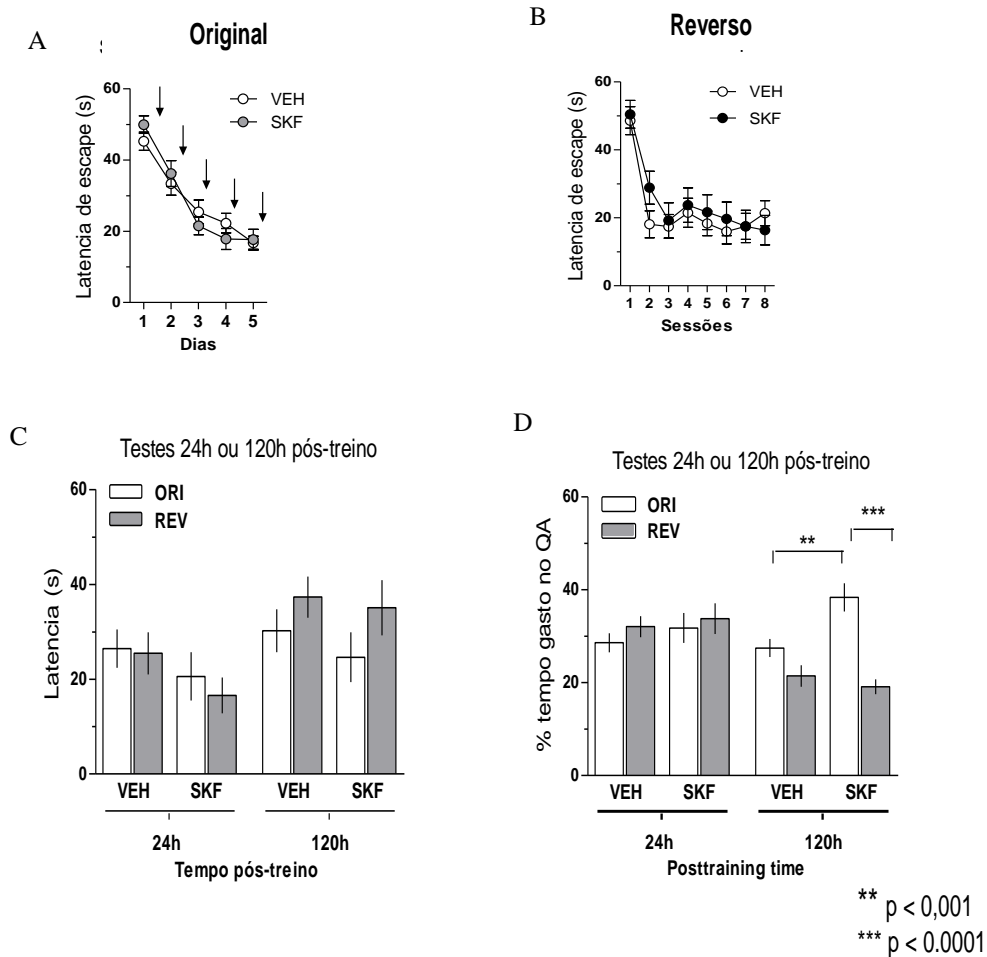 A
Original
Latencia de escape (s)
60
40
20
0
VEH
SKF
1 2 3 4 5
Dias
B
Reverso
Latencia de escape (s)
60
40
20
0
VEH
SKF
1 2 3 4 5 6 7 8
Sessões
C
Testes 24h ou 120h pós-treino
Latencia (s)
60
40
20
0
ORI
REV
VEH SKF VEH SKF
24h 120h
Tempo pós-treino
D
Testes 24h ou 120h pós-treino
% tempo gasto no QA
60
40
20
0
ORI
REV
**
***
VEH SKF VEH SKF
24h 120h
Posttraining time
** p < 0,001
*** p < 0.0001